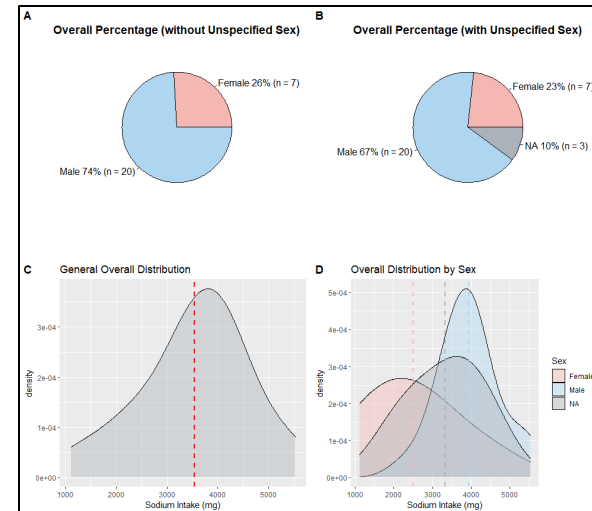 A
Overall Percentage (without Unspecified Sex)
Female 26% (n = 7)
Male 74% (n = 20)
B
Overall Percentage (with Unspecified Sex)
Female 23% (n = 7)
NA 10% (n = 3)
Male 67% (n = 20)
C
General Overall Distribution
density
3e-04
2e-04
1e-04
0e+00
1000 2000 3000 4000 5000
Sodium Intake (mg)
D
Overall Distribution by Sex
density
5e-04
4e-04
3e-04
2e-04
1e-04
0e+00
1000 2000 3000 4000 5000
Sodium Intake (mg)
Sex
Female
Male
NA